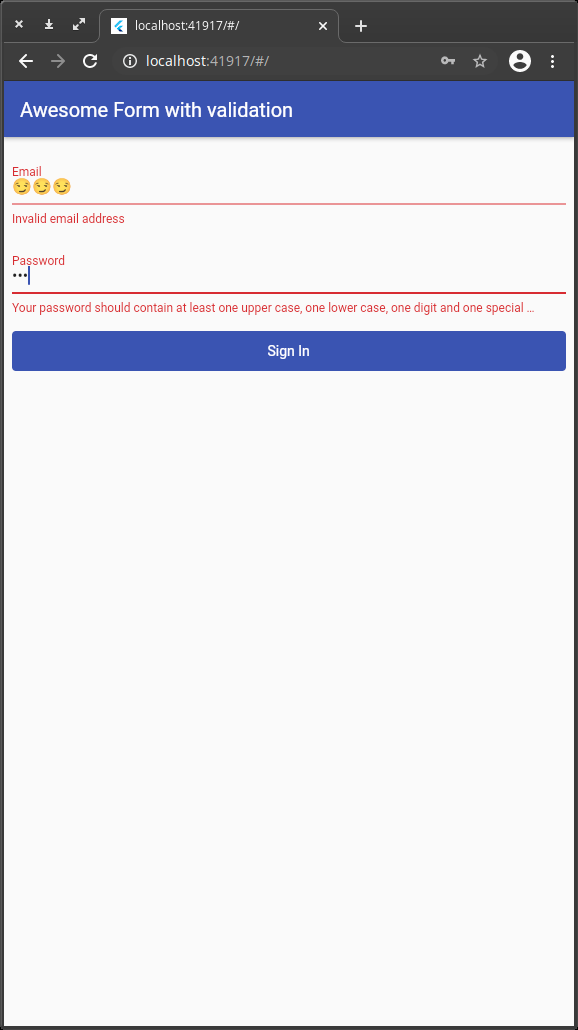 localhost:41917/#/
localhost:41917/#/
Awesome Form with validation
Email
😏😏😏
Invalid email address
Password
•••
Your password should contain at least one upper case, one lower case, one digit and one special ...
Sign In